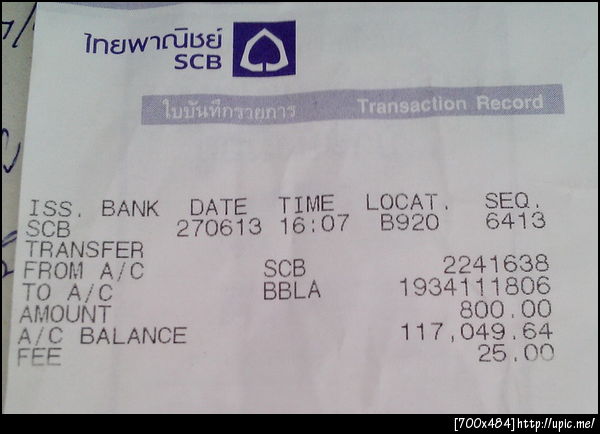 ไทยพาณิชย์
SCB
ใบบันทึกรายการ Transaction Record
ISS. BANK DATE TIME LOCAT. SEQ.
SCB 270613 16:07 B920 6413
TRANSFER
FROM A/C SCB 2241638
TO A/C BBLA 1934111806
AMOUNT 800.00
A/C BALANCE 117,049.64
FEE 25.00
[700x484]http://upic.me/